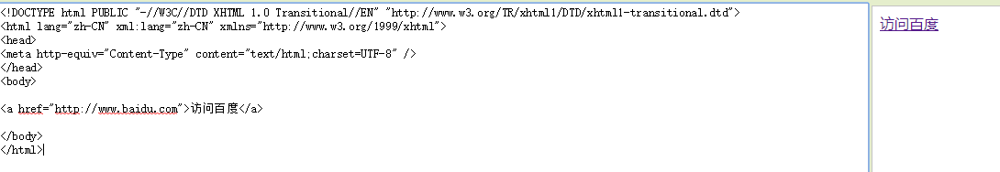 <!DOCTYPE html PUBLIC "-//W3C//DTD XHTML 1.0 Transitional//EN" "http://www.w3.org/TR/xhtml1/DTD/xhtml1-transitional.dtd">
<html lang="zh-CN" xml:lang="zh-CN" xmlns="http://www.w3.org/1999/xhtml">
<head>
<meta http-equiv="Content-Type" content="text/html;charset=UTF-8" />
</head>
<body>
<a href="http://www.baidu.com">访问百度</a>
</body>
</html>
访问百度